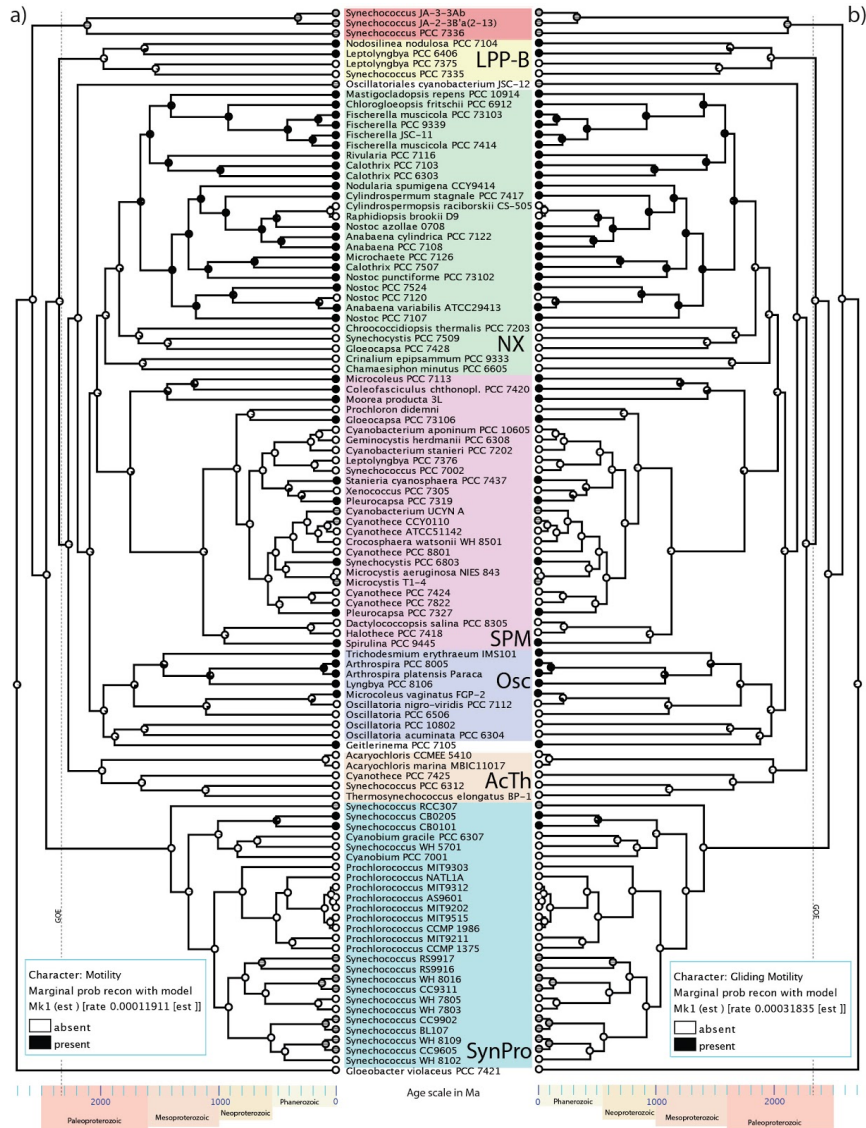 a)
b)
Synechococcus JA-3-3Ab
Synechococcus JA-2-3B'a(2-13)
Synechococcus PCC 7336
Nodosilinea nodulosa PCC 7104
Leptolyngbya PCC 6406
Leptolyngbya PCC 7375
Synechococcus PCC 7335
LPP-B
Oscillatoriales cyanobacterium JSC-12
Mastigocladopsis repens PCC 10914
Chlorogloeopsis fritschii PCC 6912
Fischerella muscicola PCC 73103
Fischerella PCC 9339
Fischerella JSC-11
Fischerella muscicola PCC 7414
Rivularia PCC 7116
Calothrix PCC 7103
Calothrix PCC 6303
Nodularia spumigena CCY9414
Cylindrospermum stagnale PCC 7417
Cylindrospermopsis raciborskii CS-505
Raphidiopsis brookii D9
Nostoc azollae 0708
Anabaena cylindrica PCC 7122
Anabaena PCC 7108
Microchaete PCC 7126
Calothrix PCC 7507
Nostoc punctiforme PCC 73102
Nostoc PCC 7524
Nostoc PCC 7120
Anabaena variabilis ATCC29413
Nostoc PCC 7107
Chroococcidiopsis thermalis PCC 7203
Synechocystis PCC 7509
Gloeocapsa PCC 7428
NX
Crinalium epipsammum PCC 9333
Chamaesiphon minutus PCC 6605
Microcoleus PCC 7113
Coleofasciculus chthonopl. PCC 7420
Moorea producta 3L
Prochloron didemni
Gloeocapsa PCC 73106
Cyanobacterium aponinum PCC 10605
Geminocystis herdmanii PCC 6308
Cyanobacterium stanieri PCC 7202
Leptolyngbya PCC 7376
Synechococcus PCC 7002
Stanieria cyanosphaera PCC 7437
Xenococcus PCC 7305
Pleurocapsa PCC 7319
Cyanobacterium UCYN A
Cyanothece CCY0110
Cyanothece ATCC51142
Crocosphaera watsonii WH 8501
Cyanothece PCC 8801
Synechocystis PCC 6803
Microcystis aeruginosa NIES 843
Microcystis T1-4
Cyanothece PCC 7424
Cyanothece PCC 7822
Pleurocapsa PCC 7327
Dactylococcopsis salina PCC 8305
Halothece PCC 7418
Spirulina PCC 9445
SPM
Trichodesmium erythraeum IMS101
Arthrospira PCC 8005
Arthrospira platensis Paraca
Lyngbya PCC 8106
Osc
Microcoleus vaginatus FGP-2
Oscillatoria nigro-viridis PCC 7112
Oscillatoria PCC 6506
Oscillatoria PCC 10802
Oscillatoria acuminata PCC 6304
Geitlerinema PCC 7105
Acaryochloris CCMEE 5410
Acaryochloris marina MBIC11017
Cyanothece PCC 7425
Synechococcus PCC 6312
AcTh
Thermosynechococcus elongatus BP-1
Synechococcus RCC307
Synechococcus CB0205
Synechococcus CB0101
Cyanobium gracile PCC 6307
Synechococcus WH 5701
Cyanobium PCC 7001
Prochlorococcus MIT9303
Prochlorococcus NATL1A
Prochlorococcus MIT9312
Prochlorococcus AS9601
Prochlorococcus MIT9202
Prochlorococcus MIT9515
Prochlorococcus CCMP 1986
Prochlorococcus MIT9211
Prochlorococcus CCMP 1375
Synechococcus RS9917
Synechococcus RS9916
Synechococcus WH 8016
Synechococcus CC9311
Synechococcus WH 7805
Synechococcus WH 7803
Synechococcus CC9902
Synechococcus BL107
Synechococcus WH 8109
Synechococcus CC9605
Synechococcus WH 8102
SynPro
Gloeobacter violaceus PCC 7421
GOE
GOE
Character: Motility
Marginal prob recon with model
Mk1 (est ) [rate 0.00011911 [est ]]
absent
present
Character: Gliding Motility
Marginal prob recon with model
Mk1 (est ) [rate 0.00031835 [est ]]
absent
present
2000
1000
0
Age scale in Ma
0
1000
2000
Paleoproterozoic
Mesoproterozoic
Neoproterozoic
Phanerozoic
Phanerozoic
Neoproterozoic
Mesoproterozoic
Paleoproterozoic